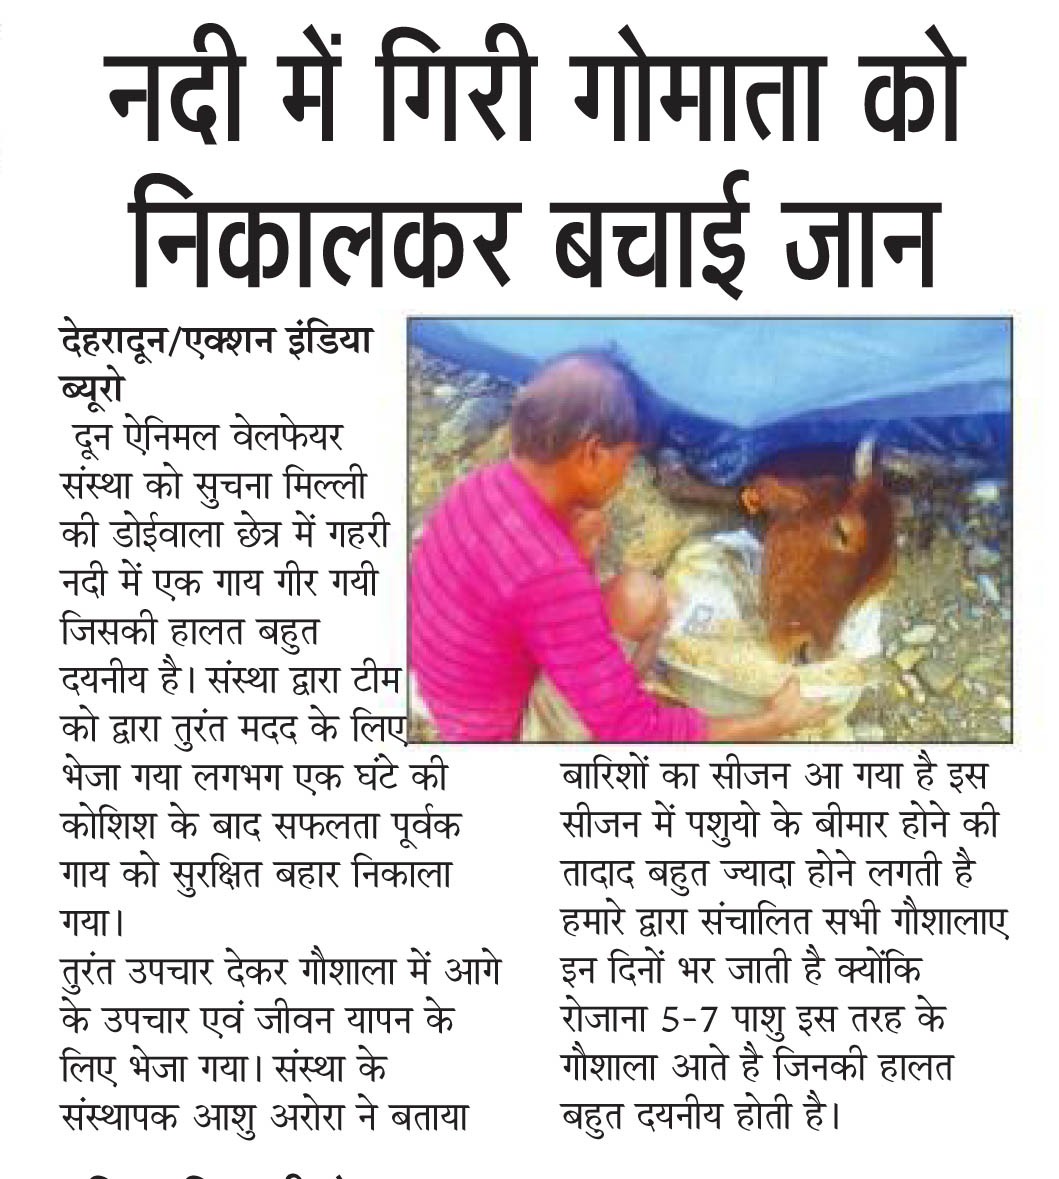 नदी में गिरी गोमाता को
निकालकर बचाई जान
देहरादून/एक्शन इंडिया
ब्यूरो
दून ऐनिमल वेलफेयर
संस्था को सुचना मिल्ली
की डोईवाला छेत्र में गहरी
नदी में एक गाय गीर गयी
जिसकी हालत बहुत
दयनीय है। संस्था द्वारा टीम
को द्वारा तुरंत मदद के लिए
भेजा गया लगभग एक घंटे की
कोशिश के बाद सफलता पूर्वक
गाय को सुरक्षित बहार निकाला
गया।
तुरंत उपचार देकर गौशाला में आगे
के उपचार एवं जीवन यापन के
लिए भेजा गया। संस्था के
संस्थापक आशु अरोरा ने बताया
बारिशों का सीजन आ गया है इस
सीजन में पशुयो के बीमार होने की
तादाद बहुत ज्यादा होने लगती है
हमारे द्वारा संचालित सभी गौशालाए
इन दिनों भर जाती है क्योंकि
रोजाना 5-7 पाशु इस तरह के
गौशाला आते है जिनकी हालत
बहुत दयनीय होती है।